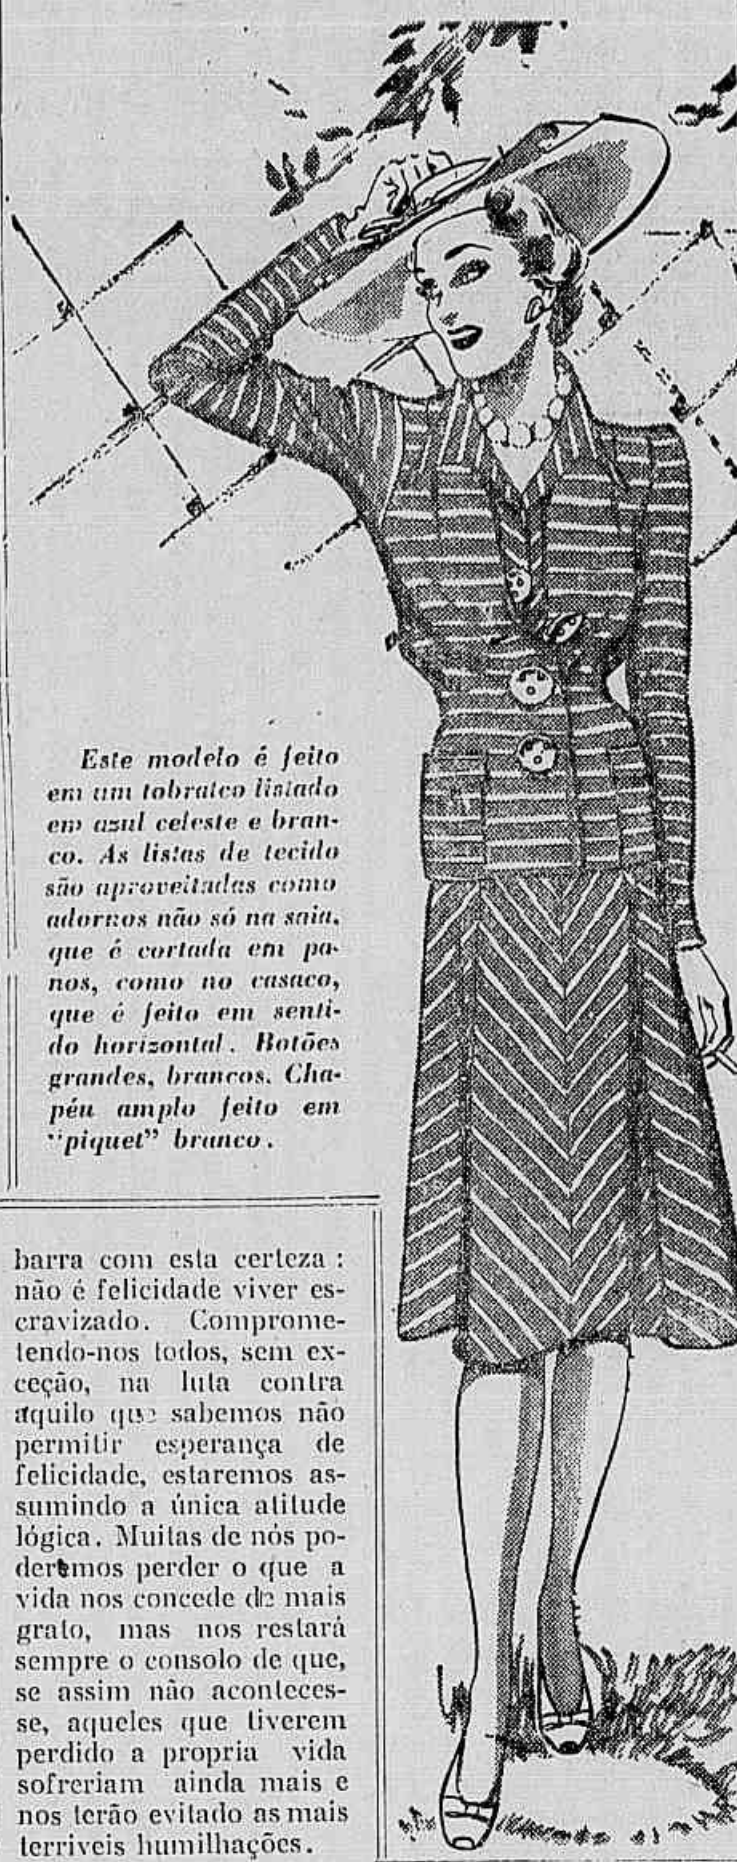 Este modelo é feito
em um tobralco listado
em azul celeste e bran-
co. As listas de tecido
são aproveitadas como
adornos não só na saia,
que é cortada em pa-
nos, como no casaco,
que é feito em senti-
do horizontal. Botões
grandes, brancos. Cha-
péu amplo feito em
"piquet" branco.
barra com esta certeza:
não é felicidade viver es-
cravizado. Comprome-
tendo-nos todos, sem ex-
ceção, na luta contra
aquilo que sabemos não
permitir esperança de
felicidade, estaremos as-
sumindo a única atitude
lógica. Muitas de nós po-
deremos perder o que a
vida nos concede de mais
grato, mas nos restará
sempre o consolo de que,
se assim não aconteces-
se, aqueles que tiverem
perdido a propria vida
sofreriam ainda mais e
nos terão evitado as mais
terriveis humilhações.